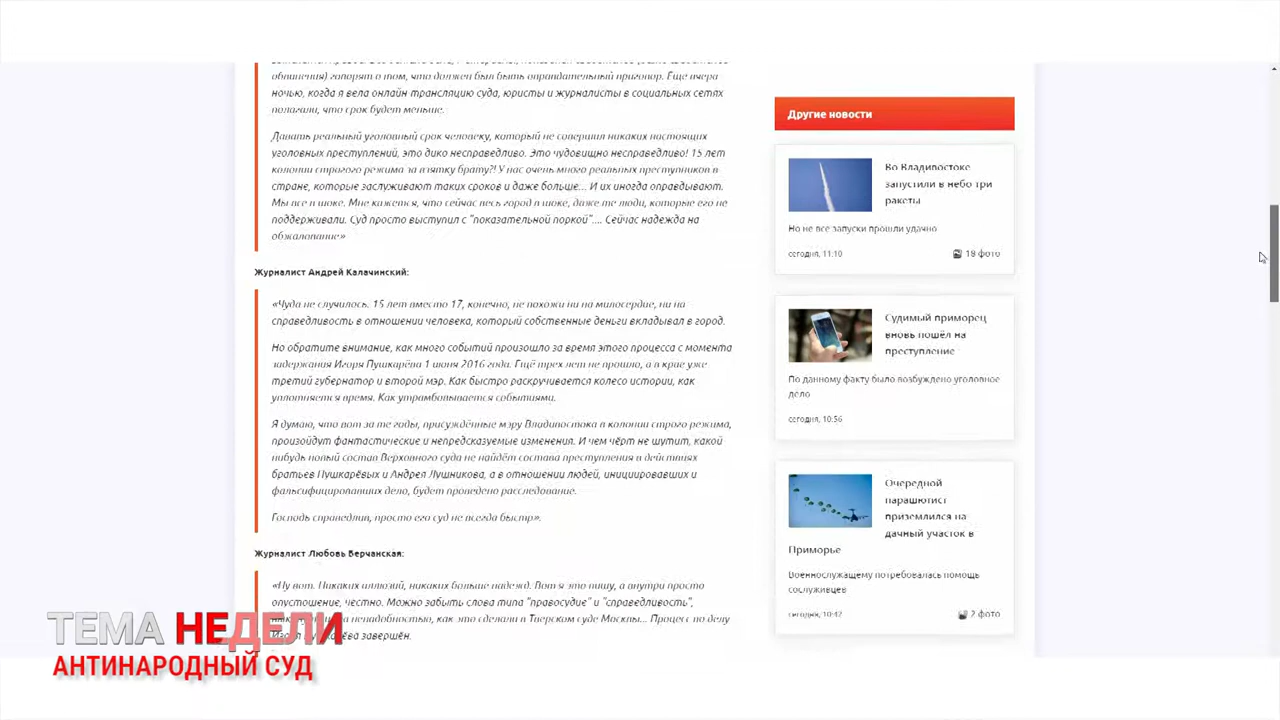 обвинения) говорят о том, что должен был быть оправдательный приговор. Еще вчера
ночью, когда я вела онлайн трансляцию суда, юристы и журналисты в социальных сетях
полагали, что срок будет меньше.
Давать реальный уголовный срок человеку, который не совершил никаких настоящих
уголовных преступлений, это дико несправедливо. Это чудовищно несправедливо! 15 лет
колонии строгого режима за взятку брату?! У нас очень много реальных преступников в
стране, которые заслуживают таких сроков и даже больше... И их иногда оправдывают.
Мы все в шоке. Мне кажется, что сейчас весь город в шоке, даже те люди, которые его не
поддерживали. Суд просто выступил с "показательной поркой".... Сейчас надежда на
обжалование»
Журналист Андрей Калачинский:
«Чуда не случилось. 15 лет вместо 17, конечно, не похожи ни на милосердие, ни на
справедливость в отношении человека, который собственные деньги вкладывал в город.
Но обратите внимание, как много событий произошло за время этого процесса с момента
задержания Игоря Пушкарёва 1 июня 2016 года. Ещё трех лет не прошло, а в крае уже
третий губернатор и второй мэр. Как быстро раскручивается колесо истории, как
уплотняется время. Как утрамбовывается событиями.
Я думаю, что вот за те годы, присуждённые мэру Владивостока в колонии строго режима,
произойдут фантастические и непредсказуемые изменения. И чем чёрт не шутит, какой
нибудь новый состав Верховного суда не найдёт состава преступления в действиях
братьев Пушкарёвых и Андрея Лушникова, а в отношении людей, инициировавших и
фальсифицировавших дело, будет проведено расследование.
Господь справедлив, просто его суд не всегда быстр».
Журналист Любовь Берчанская:
«Ну вот. Никаких иллюзий, никаких больше надежд. Вот я это пишу, а внутри просто
опустошение, честно. Можно забыть слова типа "правосудие" и "справедливость",
ненадобностью, как это сделали в Тверском суде Москвы... Процесс по делу
завершён.
Другие новости
Во Владивостоке
запустили в небо три
ракеты
Но не все запуски прошли удачно
сегодня, 11:10
18 фото
Судимый приморец
вновь пошёл на
преступление
По данному факту было возбуждено уголовное
дело
сегодня, 10:56
Очередной
парашютист
приземлился на
дачный участок в
Приморье
Военнослужащему потребовалась помощь
сослуживцев
сегодня, 10:47
2 фото
ТЕМА НЕДЕЛИ
АНТИНАРОДНЫЙ СУД